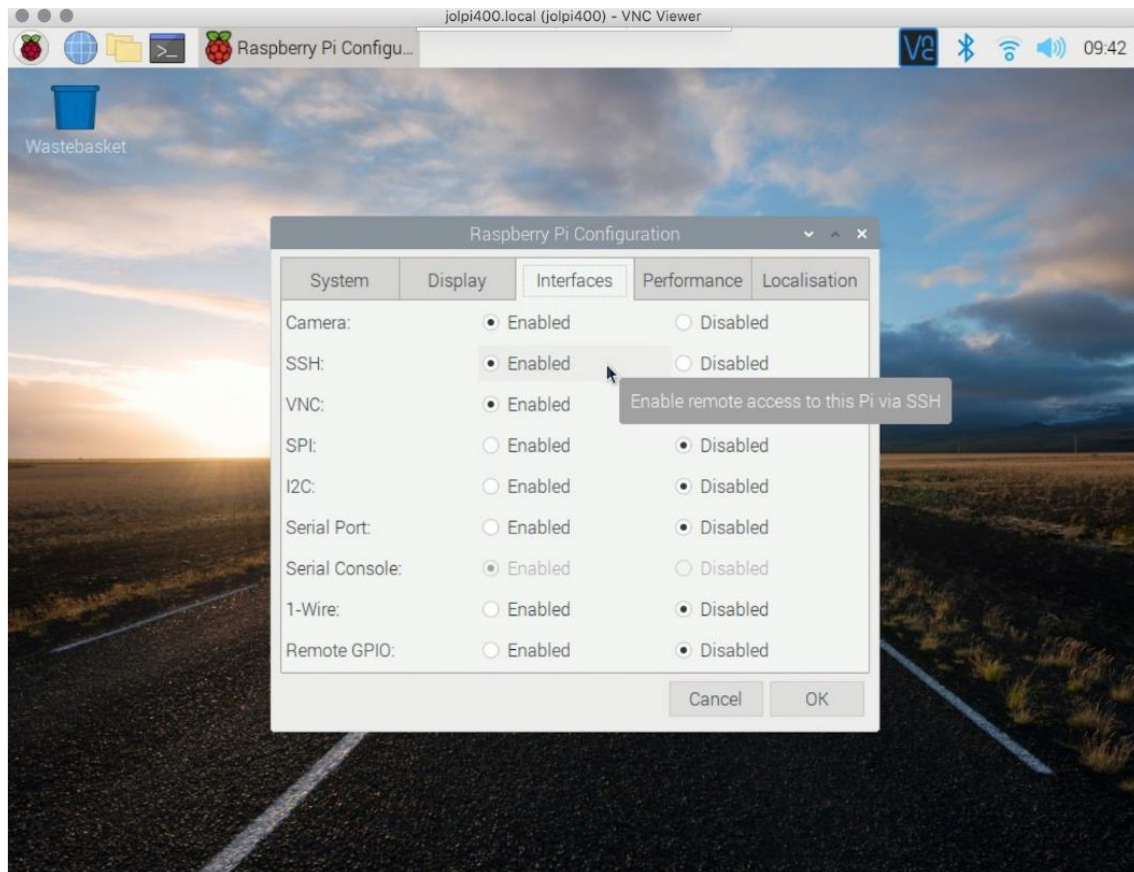 jolpi400.local (jolpi400) - VNC Viewer
Raspberry Pi Configu... 09:42
Wastebasket
Raspberry Pi Configuration
System Display Interfaces Performance Localisation
Camera: Enabled Disabled
SSH: Enabled Disabled
VNC: Enabled
Enable remote access to this Pi via SSH
SPI: Enabled Disabled
I2C: Enabled Disabled
Serial Port: Enabled Disabled
Serial Console: Enabled Disabled
1-Wire: Enabled Disabled
Remote GPIO: Enabled Disabled
Cancel OK